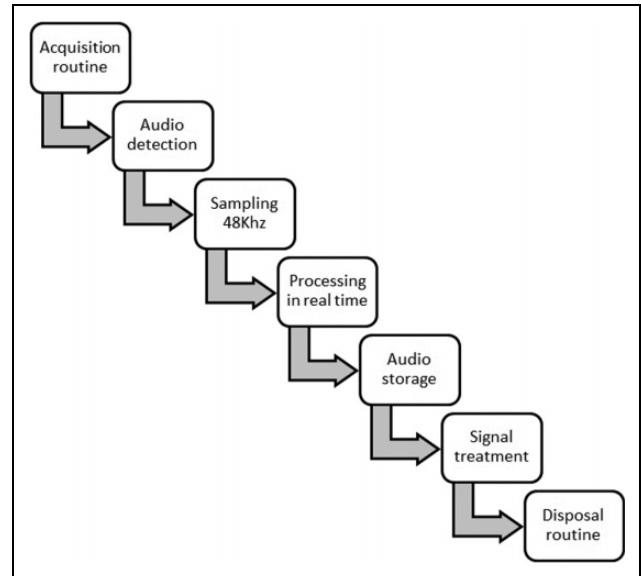 Acquisition
routine
Audio
detection
Sampling
48Khz
Processing
in real time
Audio
storage
Signal
treatment
Disposal
routine